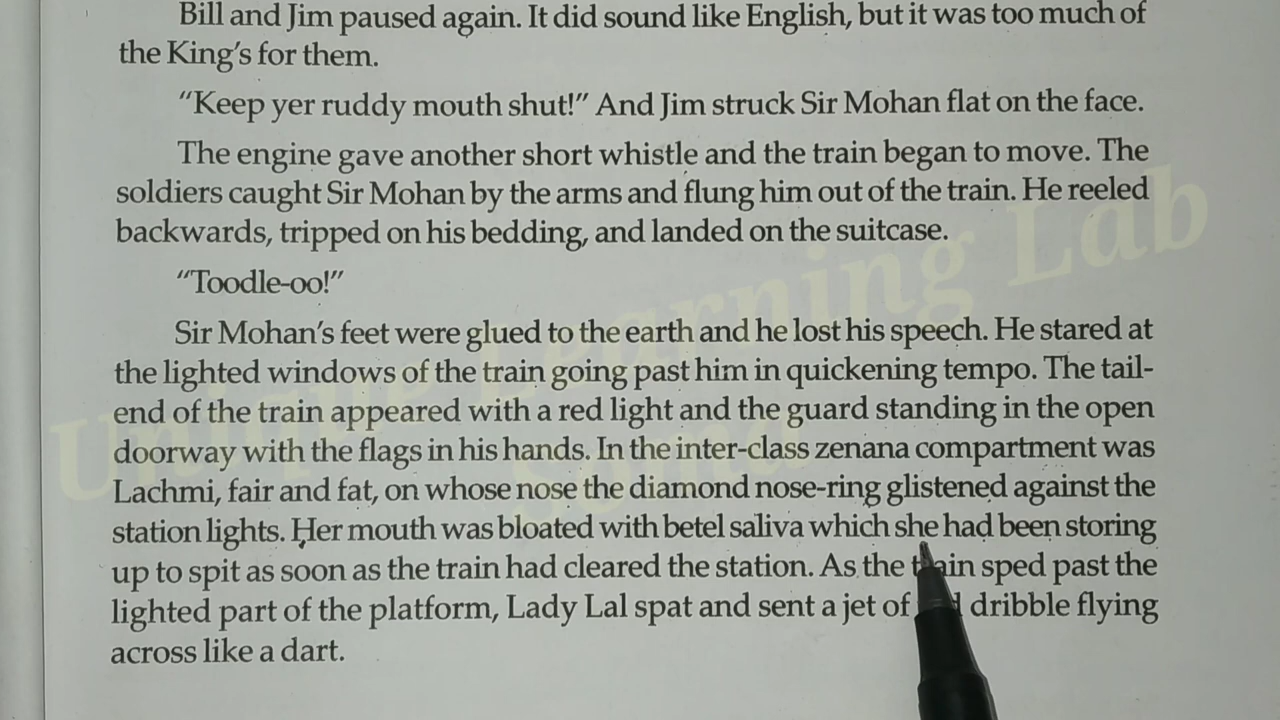 Bill and Jim paused again. It did sound like English, but it was too much of
the King's for them.
"Keep yer ruddy mouth shut!" And Jim struck Sir Mohan flat on the face.
The engine gave another short whistle and the train began to move. The
soldiers caught Sir Mohan by the arms and flung him out of the train. He reeled
backwards, tripped on his bedding, and landed on the suitcase.
"Toodle-oo!"
Sir Mohan's feet were glued to the earth and he lost his speech. He stared at
the lighted windows of the train going past him in quickening tempo. The tail-
end of the train appeared with a red light and the guard standing in the open
doorway with the flags in his hands. In the inter-class zenana compartment was
Lachmi, fair and fat, on whose nose the diamond nose-ring glistened against the
station lights. Her mouth was bloated with betel saliva which she had been storing
up to spit as soon as the train had cleared the station. As the train sped past the
lighted part of the platform, Lady Lal spat and sent a jet of dribble flying
across like a dart.
Unique Learning Lab